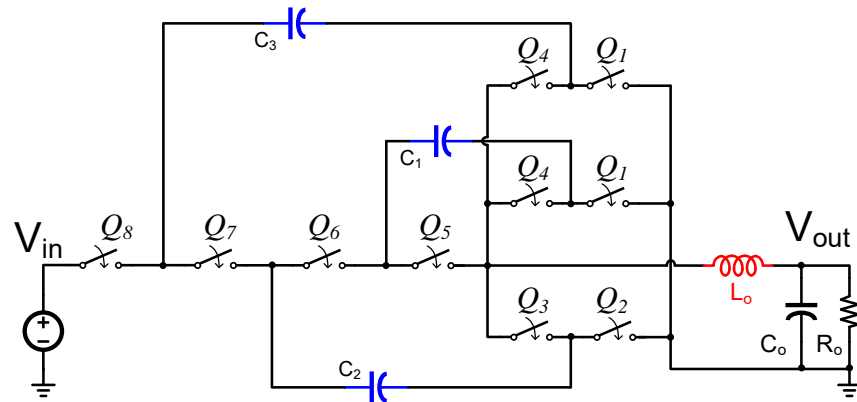 C3
Q4 Q1
C1
Q4 Q1
Vin Q8 Q7 Q6 Q5 Vout
Lo
Q3 Q2
C2 Co Ro